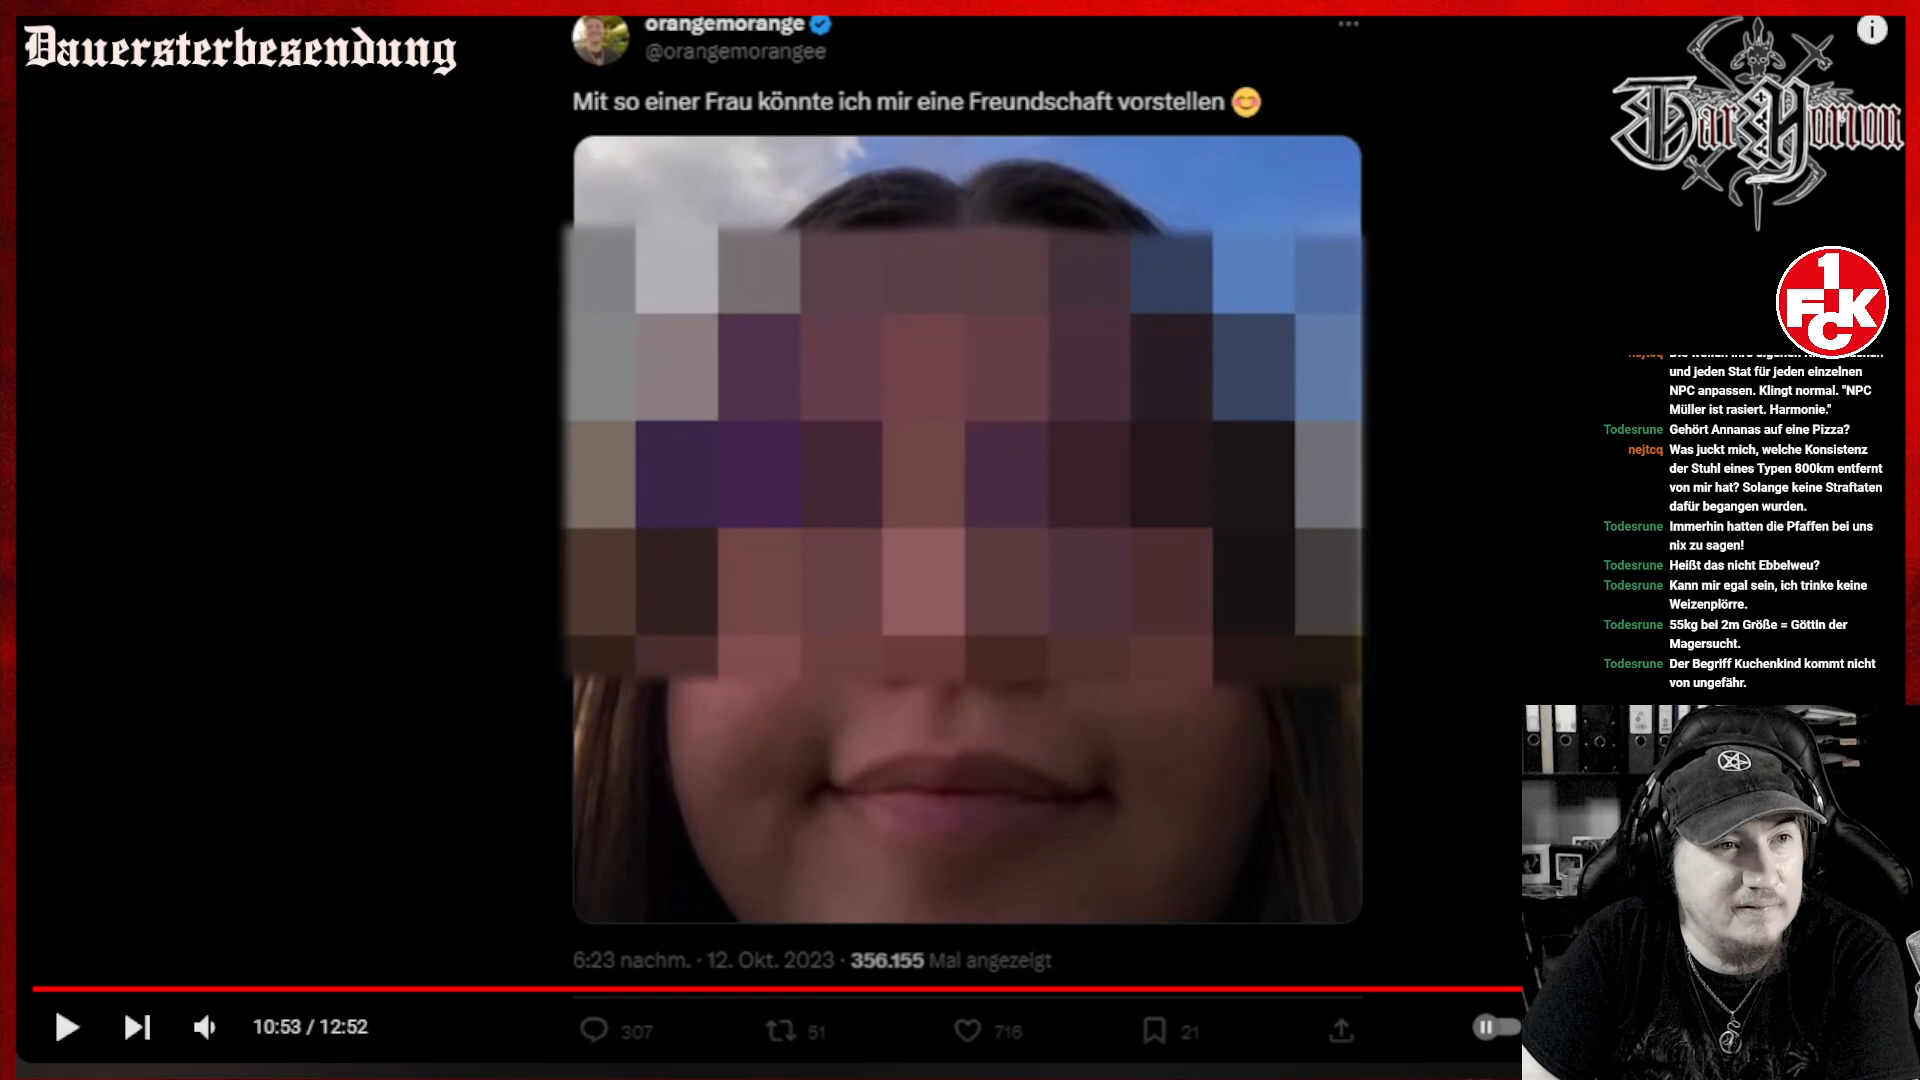 Dauersterbesendung
orangemorange
@orangemorangee
Mit so einer Frau könnte ich mir eine Freundschaft vorstellen 😊
6:23 nachm. · 12. Okt. 2023 · 356.155 Mal angezeigt
307
51
716
21
10:53 / 12:52
i
1
FCK
nejtcq
und jeden Stat für jeden einzelnen
NPC anpassen. Klingt normal. "NPC
Müller ist rasiert. Harmonie."
Todesrune Gehört Annanas auf eine Pizza?
nejtcq Was juckt mich, welche Konsistenz
der Stuhl eines Typen 800km entfernt
von mir hat? Solange keine Straftaten
dafür begangen wurden.
Todesrune Immerhin hatten die Pfaffen bei uns
nix zu sagen!
Todesrune Heißt das nicht Ebbelweu?
Todesrune Kann mir egal sein, ich trinke keine
Weizenplörre.
Todesrune 55kg bei 2m Größe = Göttin der
Magersucht.
Todesrune Der Begriff Kuchenkind kommt nicht
von ungefähr.